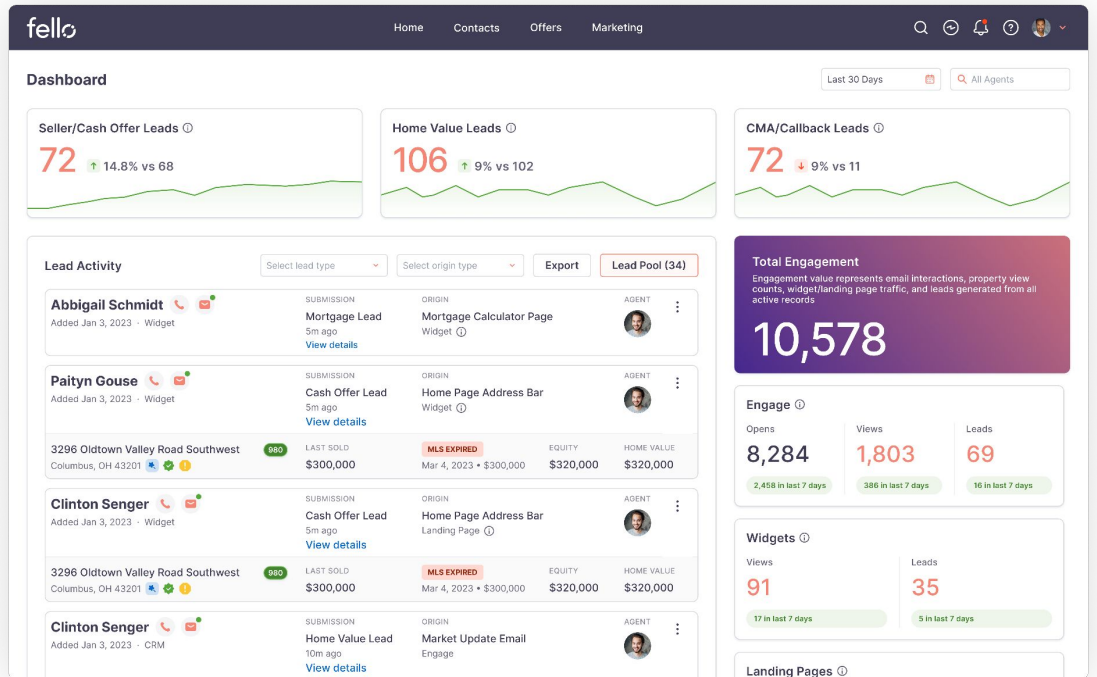 fello
Home Contacts Offers Marketing
Dashboard
Last 30 Days
All Agents
Seller/Cash Offer Leads
72 14.8% vs 68
Home Value Leads
106 9% vs 102
CMA/Callback Leads
72 9% vs 11
Lead Activity
Select lead type
Select origin type
Export
Lead Pool (34)
Abbigail Schmidt
Added Jan 3, 2023 · Widget
SUBMISSION
Mortgage Lead
5m ago
View details
ORIGIN
Mortgage Calculator Page
Widget
AGENT
Paityn Gouse
Added Jan 3, 2023 · Widget
SUBMISSION
Cash Offer Lead
5m ago
View details
ORIGIN
Home Page Address Bar
Widget
AGENT
3296 Oldtown Valley Road Southwest
Columbus, OH 43201
980
LAST SOLD
$300,000
MLS EXPIRED
Mar 4, 2023 • $300,000
EQUITY
$320,000
HOME VALUE
$320,000
Clinton Senger
Added Jan 3, 2023 · Widget
SUBMISSION
Cash Offer Lead
5m ago
View details
ORIGIN
Home Page Address Bar
Landing Page
AGENT
3296 Oldtown Valley Road Southwest
Columbus, OH 43201
980
LAST SOLD
$300,000
MLS EXPIRED
Mar 4, 2023 • $300,000
EQUITY
$320,000
HOME VALUE
$320,000
Clinton Senger
Added Jan 3, 2023 · CRM
SUBMISSION
Home Value Lead
10m ago
View details
ORIGIN
Market Update Email
Engage
AGENT
Total Engagement
Engagement value represents email interactions, property view
counts, widget/landing page traffic, and leads generated from all
active records
10,578
Engage
Opens
8,284
2,458 in last 7 days
Views
1,803
386 in last 7 days
Leads
69
16 in last 7 days
Widgets
Views
91
17 in last 7 days
Leads
35
5 in last 7 days
Landing Pages